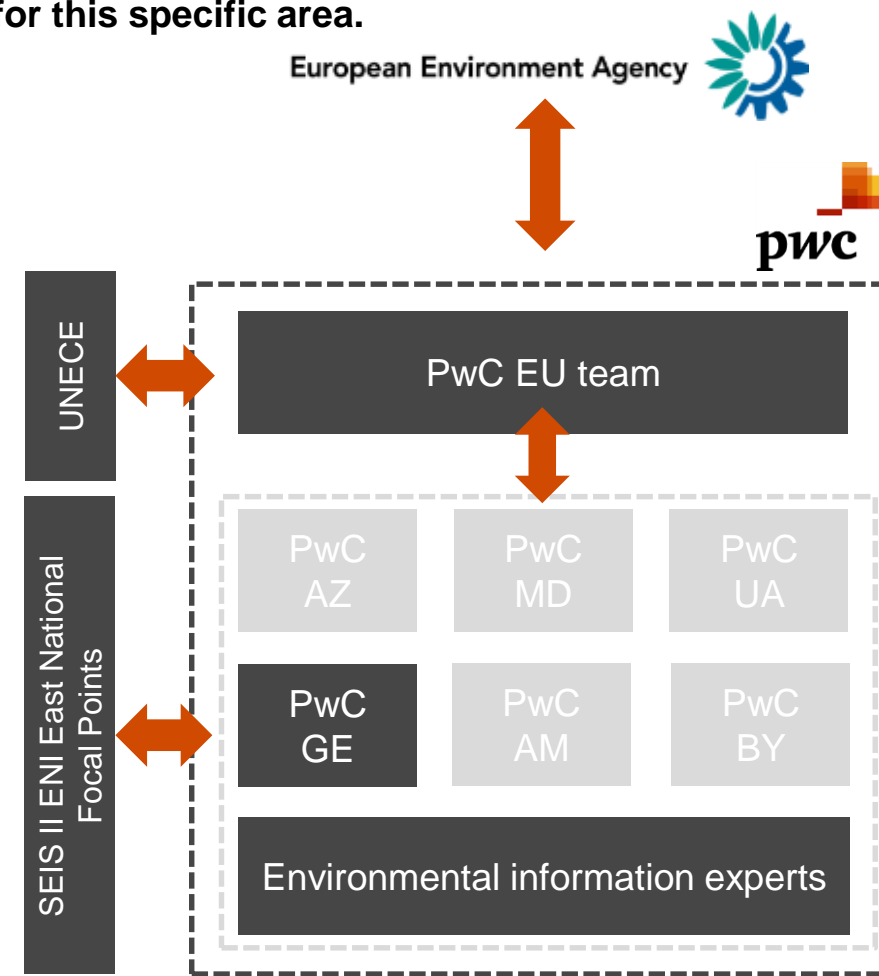 for this specific area.
European Environment Agency
pwc
UNECE
PwC EU team
PwC
AZ
PwC
MD
PwC
UA
SEIS II ENI East National
Focal Points
PwC
GE
PwC
AM
PwC
BY
Environmental information experts